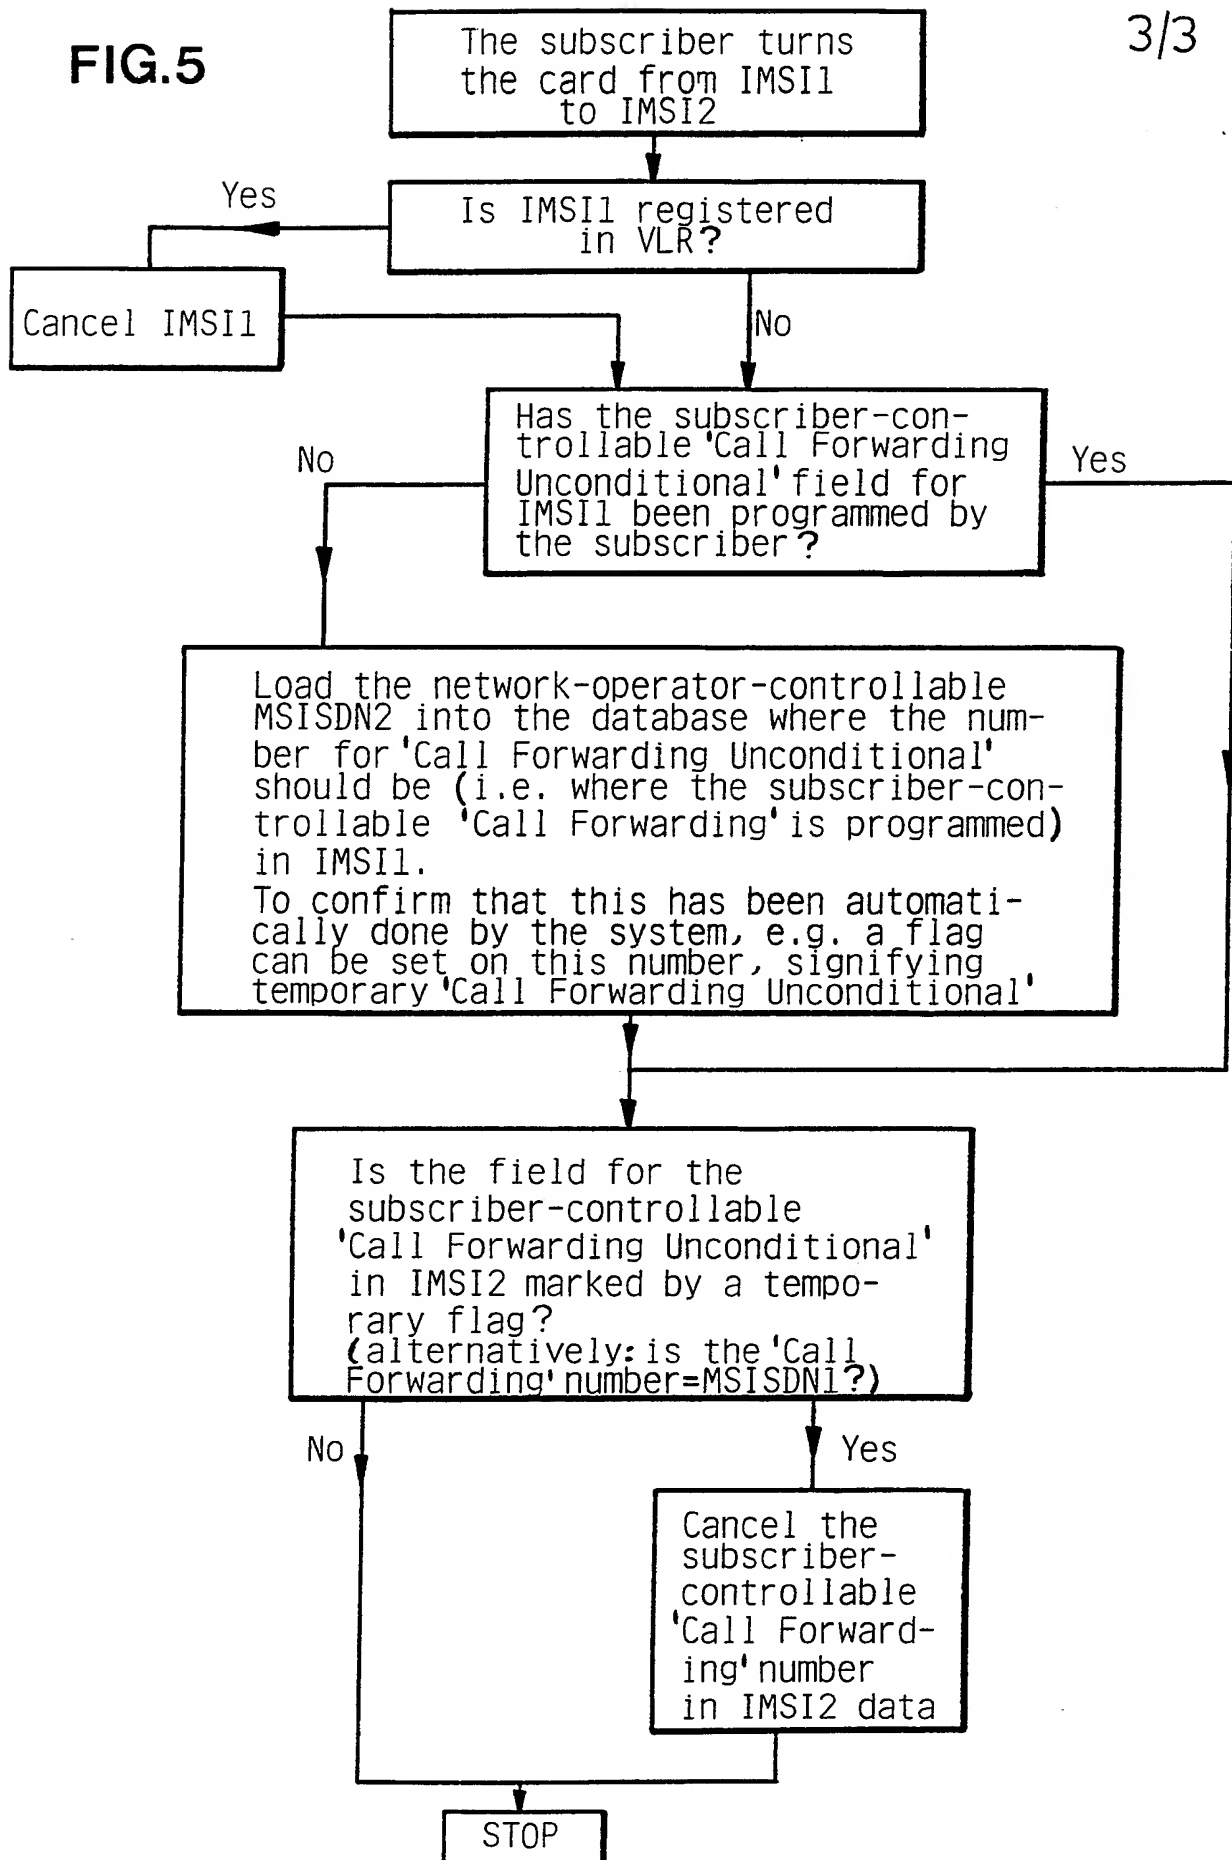 FIG.5
3/3
The subscriber turns
the card from IMSI1
to IMSI2
Yes
Is IMSI1 registered
in VLR?
Cancel IMSI1
No
Has the subscriber-con-
trollable 'Call Forwarding
Unconditional' field for
IMSI1 been programmed by
the subscriber?
No
Yes
Load the network-operator-controllable
MSISDN2 into the database where the num-
ber for 'Call Forwarding Unconditional'
should be (i.e. where the subscriber-con-
trollable 'Call Forwarding' is programmed)
in IMSI1.
To confirm that this has been automati-
cally done by the system, e.g. a flag
can be set on this number, signifying
temporary 'Call Forwarding Unconditional'
Is the field for the
subscriber-controllable
'Call Forwarding Unconditional'
in IMSI2 marked by a tempo-
rary flag?
(alternatively: is the 'Call
Forwarding' number=MSISDN1?)
No
Yes
Cancel the
subscriber-
controllable
'Call Forward-
ing' number
in IMSI2 data
STOP